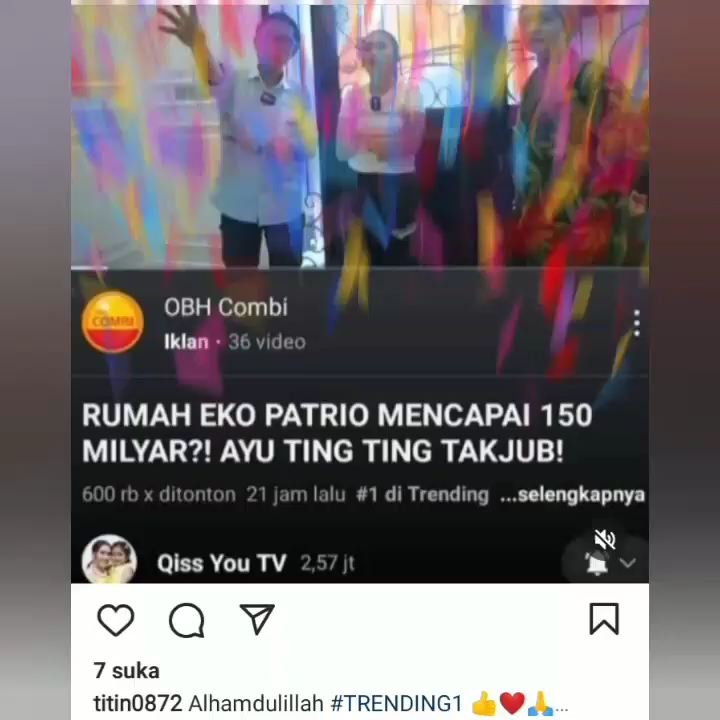 COMBI
OBH Combi
Iklan · 36 video
RUMAH EKO PATRIO MENCAPAI 150
MILYAR?! AYU TING TING TAKJUB!
600 rb x ditonton 21 jam lalu #1 di Trending ...selengkapnya
Qiss You TV 2,57 jt
7 suka
titin0872 Alhamdulillah #TRENDING1 👍❤️🙏...